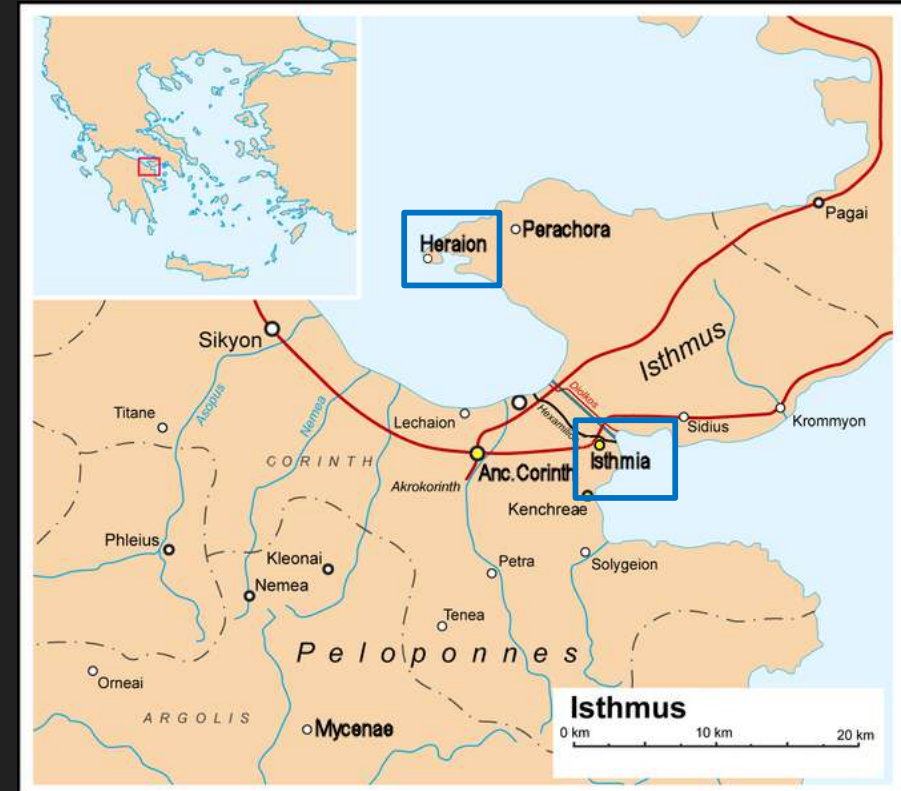 Pagai
Heraion
Perachora
Isthmus
Sikyon
Asopus
Nemea
Titane
Lechaion
Diolkos
Sidius
Krommyon
CORINTH
Akrokorinth
Anc. Corinth
Isthmia
Kenchreae
Phleius
Kleonai
Nemea
Petra
Solygeion
Tenea
Peloponnes
Orneai
ARGOLIS
Mycenae
Isthmus
0 km 10 km 20 km